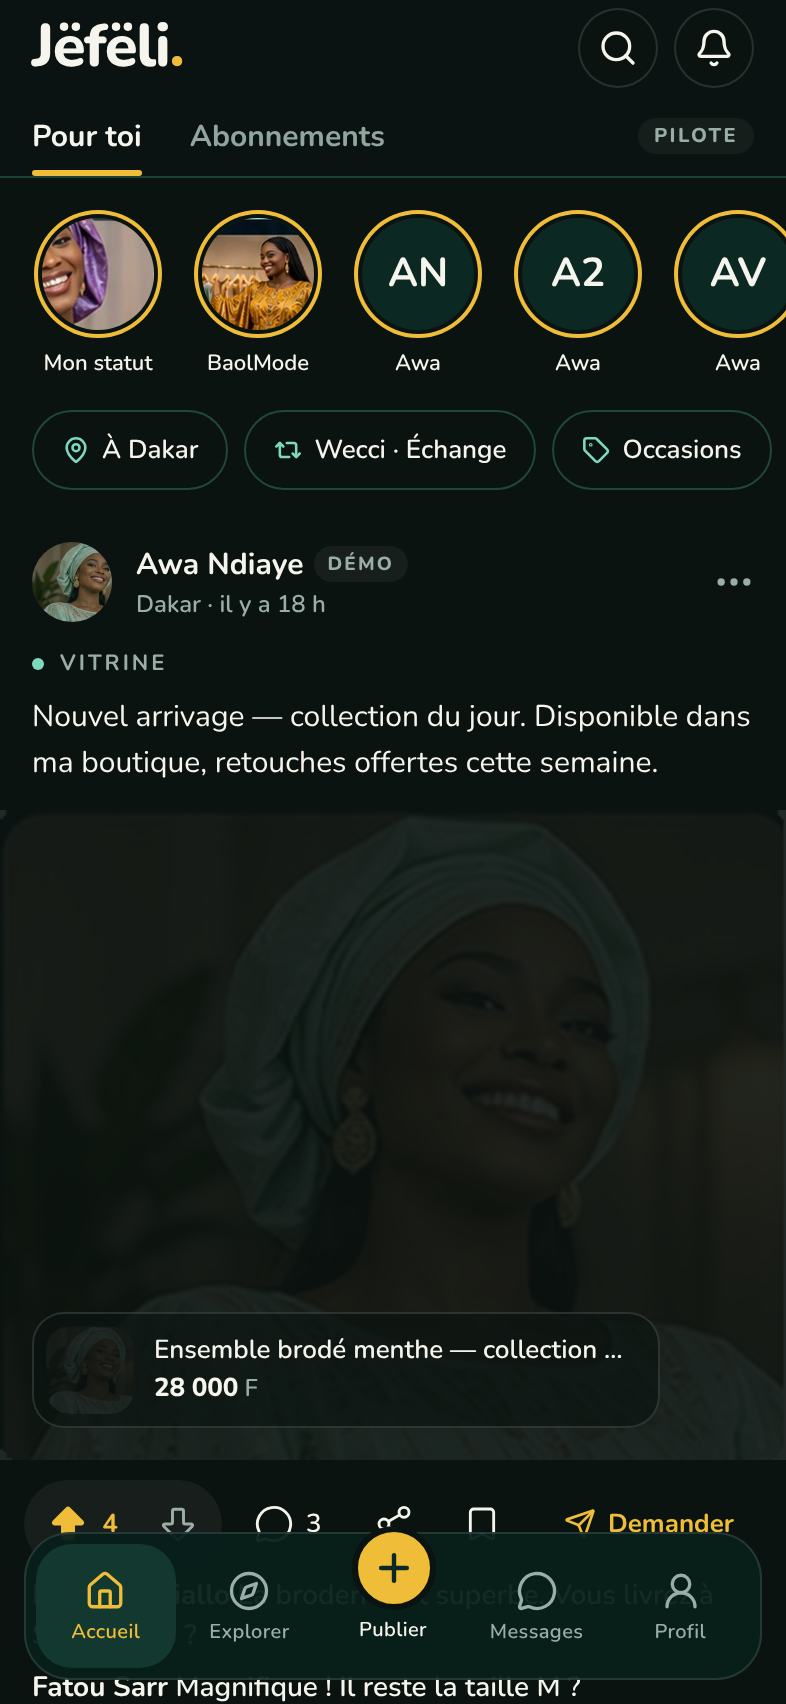 Jëfëli.
Pour toi Abonnements PILOTE
AN A2 AV
Mon statut BaolMode Awa Awa Awa
À Dakar Wecci · Échange Occasions
Awa Ndiaye DÉMO
Dakar · il y a 18 h
VITRINE
Nouvel arrivage — collection du jour. Disponible dans
ma boutique, retouches offertes cette semaine.
Ensemble brodé menthe — collection ...
28 000 F
4 3 Demander
superbe. Vous livrez à
?
Accueil Explorer Publier Messages Profil
Fatou Sarr Magnifique ! Il reste la taille M ?